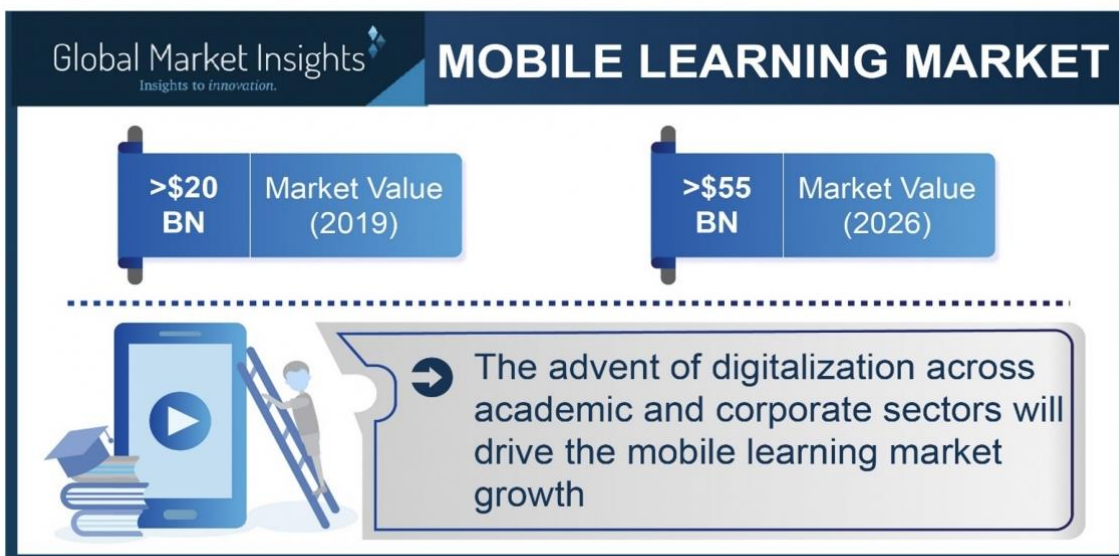 Global Market Insights
Insights to innovation.
MOBILE LEARNING MARKET
>$20
BN
Market Value
(2019)
>$55
BN
Market Value
(2026)
The advent of digitalization across
academic and corporate sectors will
drive the mobile learning market
growth